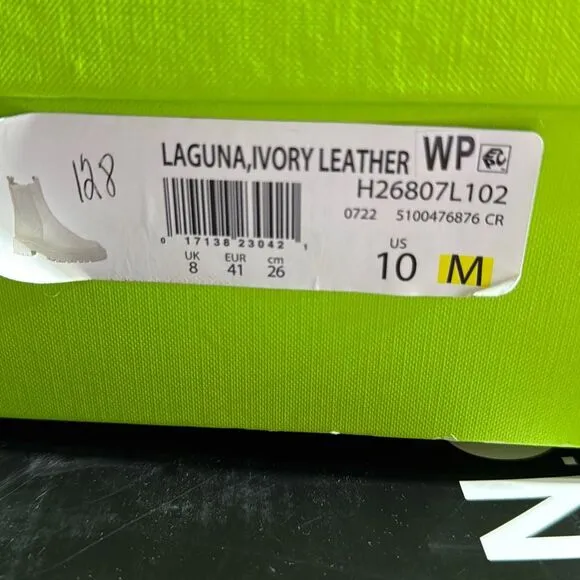 128
LAGUNA,IVORY LEATHER WP
H26807L102
0722 5100476876 CR
0 17138 23042 1
UK EUR cm
8 41 26
US
10 M
N